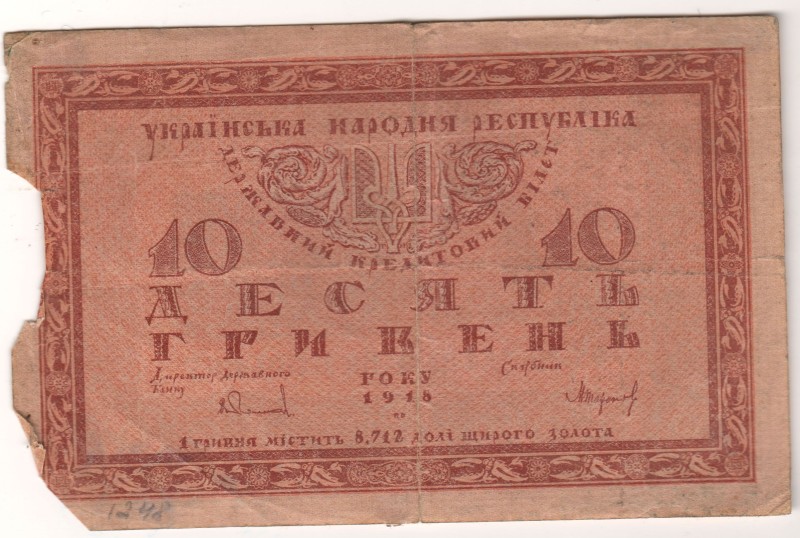 УКРАЇНСЬКА НАРОДНЯ РЕСПУБЛІКА
ДЕРЖАВНИЙ КРЕДИТОВИЙ БІЛЄТ
10 10
ДЕСЯТЬ
ГРИВЕНЬ
Директор Державного
Банку
Скарбник
РОКУ
1918
1 ГРИВНЯ МІСТИТЬ 8,712 ДОЛІ ЩИРОГО ЗОЛОТА
1248